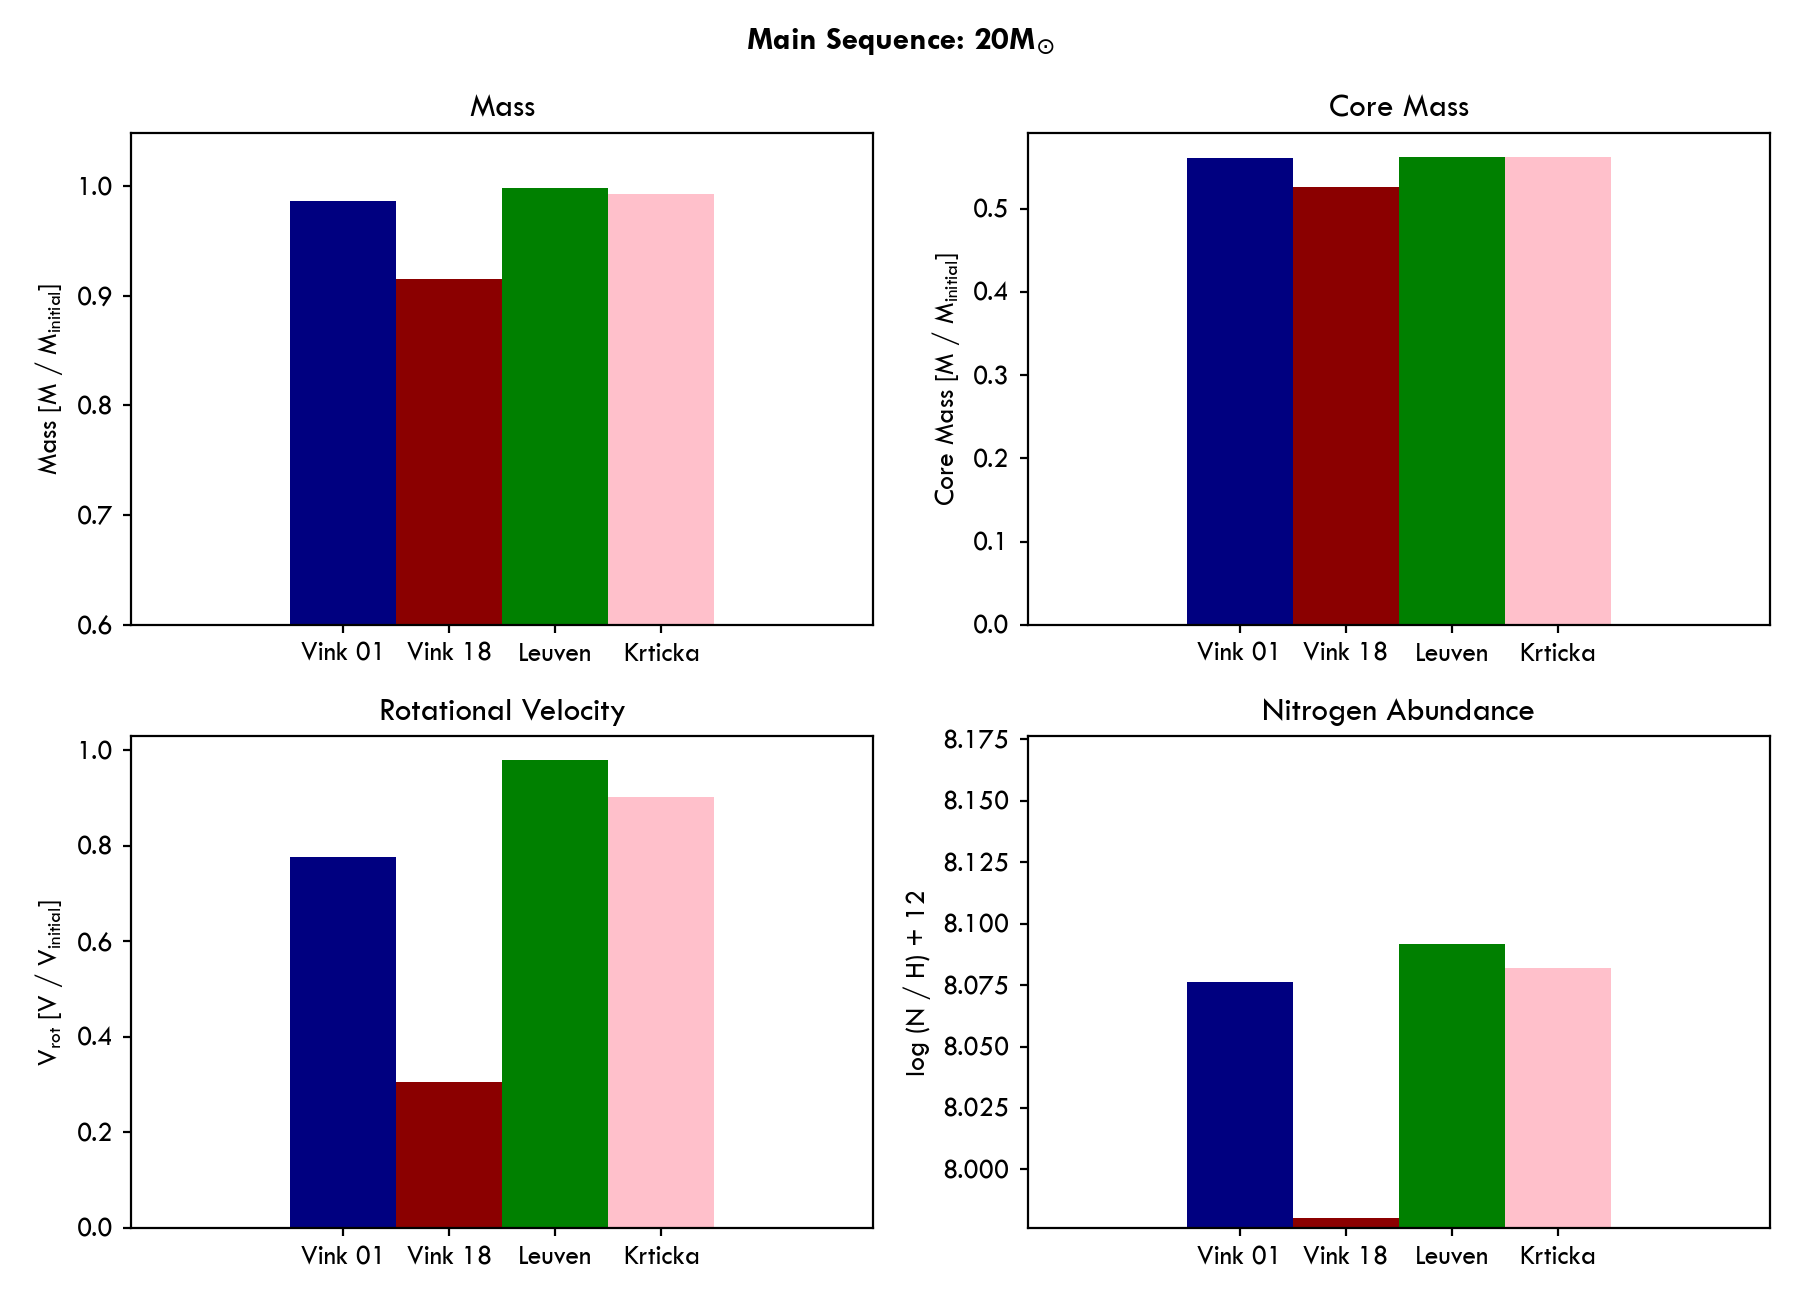 Main Sequence: 20M☉
Mass
Mass [M / Minitial]
1.0
0.9
0.8
0.7
0.6
Vink 01 Vink 18 Leuven Krticka
Core Mass
Core Mass [M / Minitial]
0.5
0.4
0.3
0.2
0.1
0.0
Vink 01 Vink 18 Leuven Krticka
Rotational Velocity
Vrot [V / Vinitial]
1.0
0.8
0.6
0.4
0.2
0.0
Vink 01 Vink 18 Leuven Krticka
Nitrogen Abundance
log (N / H) + 12
8.175
8.150
8.125
8.100
8.075
8.050
8.025
8.000
Vink 01 Vink 18 Leuven Krticka